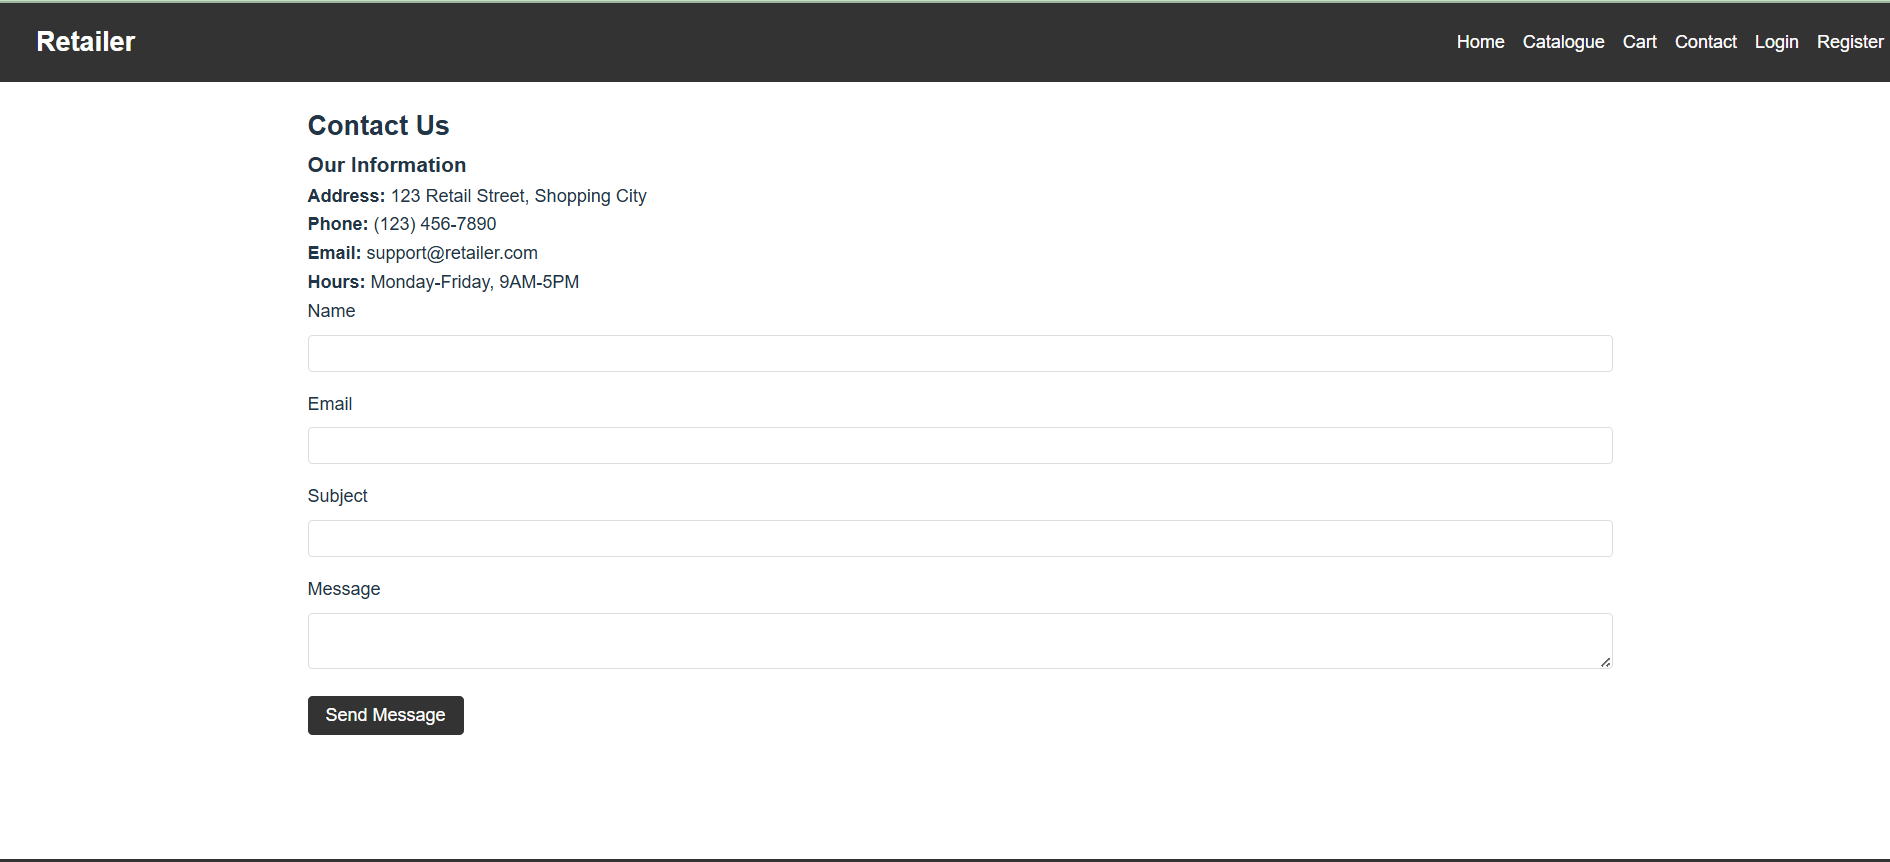 Retailer
Home Catalogue Cart Contact Login Register
Contact Us
Our Information
Address: 123 Retail Street, Shopping City
Phone: (123) 456-7890
Email: support@retailer.com
Hours: Monday-Friday, 9AM-5PM
Name
Email
Subject
Message
Send Message